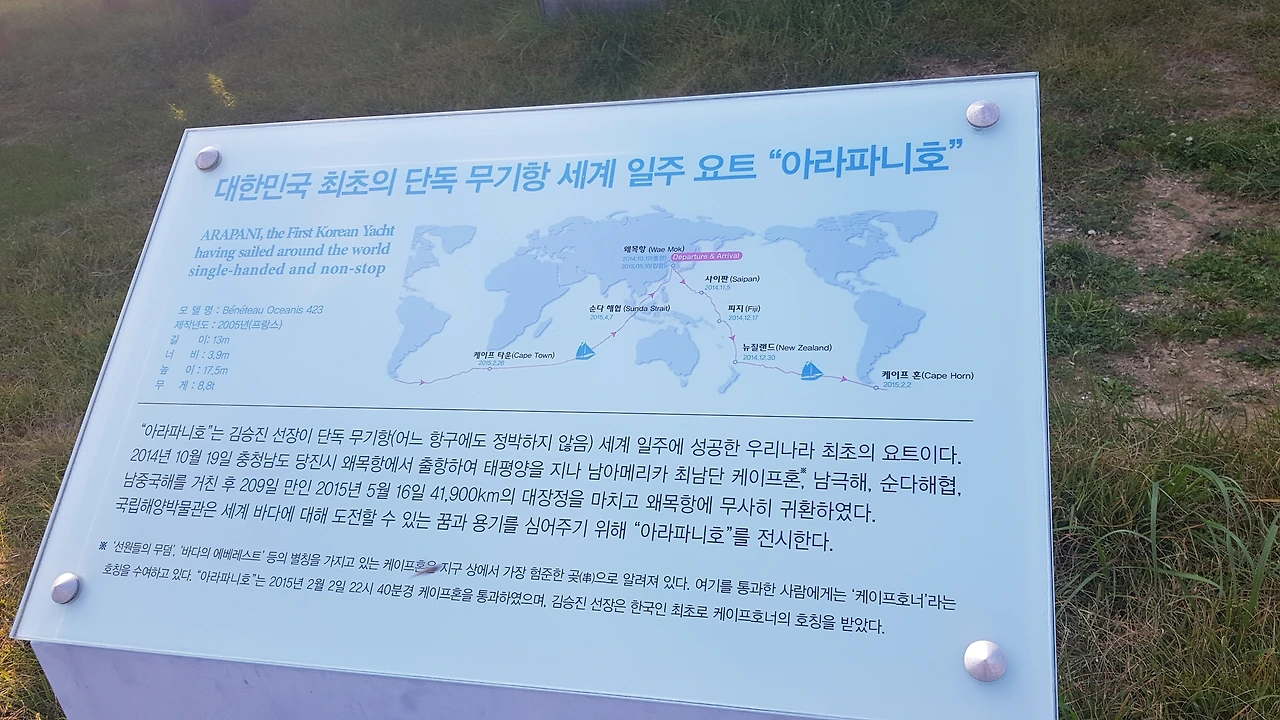 대한민국 최초의 단독 무기항 세계 일주 요트 “아라파니호”
ARAPANI, the First Korean Yacht
having sailed around the world
single-handed and non-stop
모 델 명 : Bénéteau Oceanis 423
제작년도 : 2005년(프랑스)
길 이 : 13m
너 비 : 3,9m
높 이 : 17,5m
무 게 : 8,8t
왜목항 (Wae Mok)
2014.10.19(출항)
2015.05.16(입항)
Departure & Arrival
사이판 (Saipan)
2014.11.5
순다 해협 (Sunda Strait)
2015.4.7
피지 (Fiji)
2014.12.17
뉴질랜드 (New Zealand)
2014.12.30
케이프 타운(Cape Town)
2015.2.26
케이프 혼 (Cape Horn)
2015.2.2
“아라파니호”는 김승진 선장이 단독 무기항(어느 항구에도 정박하지 않음) 세계 일주에 성공한 우리나라 최초의 요트이다.
2014년 10월 19일 충청남도 당진시 왜목항에서 출항하여 태평양을 지나 남아메리카 최남단 케이프혼※, 남극해, 순다해협,
남중국해를 거친 후 209일 만인 2015년 5월 16일 41,900km의 대장정을 마치고 왜목항에 무사히 귀환하였다.
국립해양박물관은 세계 바다에 대해 도전할 수 있는 꿈과 용기를 심어주기 위해 “아라파니호”를 전시한다.
※ ‘선원들의 무덤’, ‘바다의 에베레스트’ 등의 별칭을 가지고 있는 케이프혼은 지구 상에서 가장 험준한 곶(串)으로 알려져 있다. 여기를 통과한 사람에게는 ‘케이프호너’라는
호칭을 수여하고 있다. “아라파니호”는 2015년 2월 2일 22시 40분경 케이프혼을 통과하였으며, 김승진 선장은 한국인 최초로 케이프호너의 호칭을 받았다.